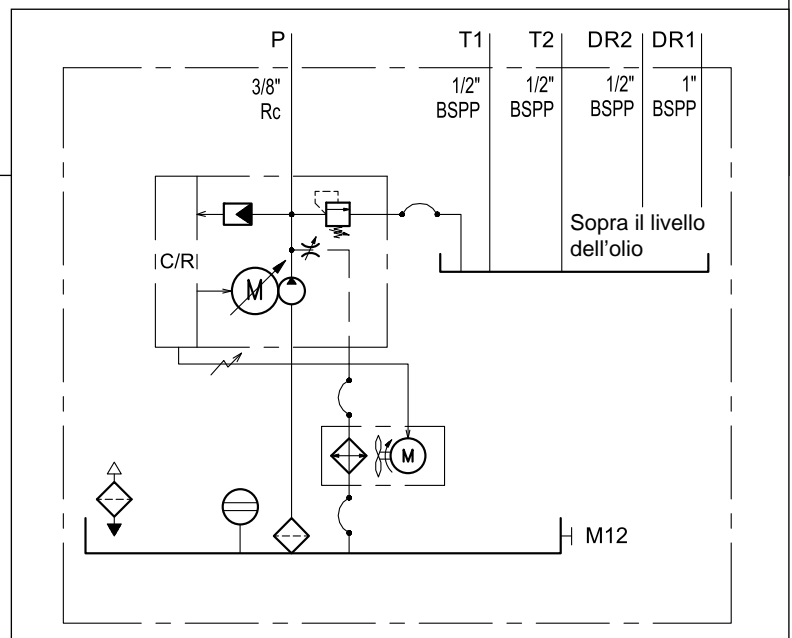 P
T1
T2
DR2
DR1
3/8"
Rc
1/2"
BSPP
1/2"
BSPP
1/2"
BSPP
1"
BSPP
Sopra il livello
dell'olio
C/R
M
M
M12